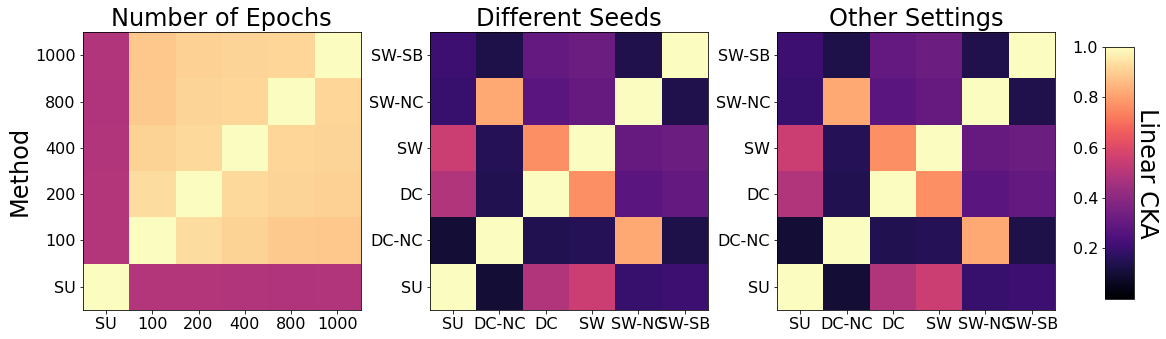 Number of Epochs
Different Seeds
Other Settings
Method
1000
800
400
200
100
SU
SU 100 200 400 800 1000
SW-SB
SW-NC
SW
DC
DC-NC
SU
SU DC-NC DC SW SW-NC SW-SB
SW-SB
SW-NC
SW
DC
DC-NC
SU
SU DC-NC DC SW SW-NC SW-SB
1.0
0.8
0.6
0.4
0.2
Linear CKA